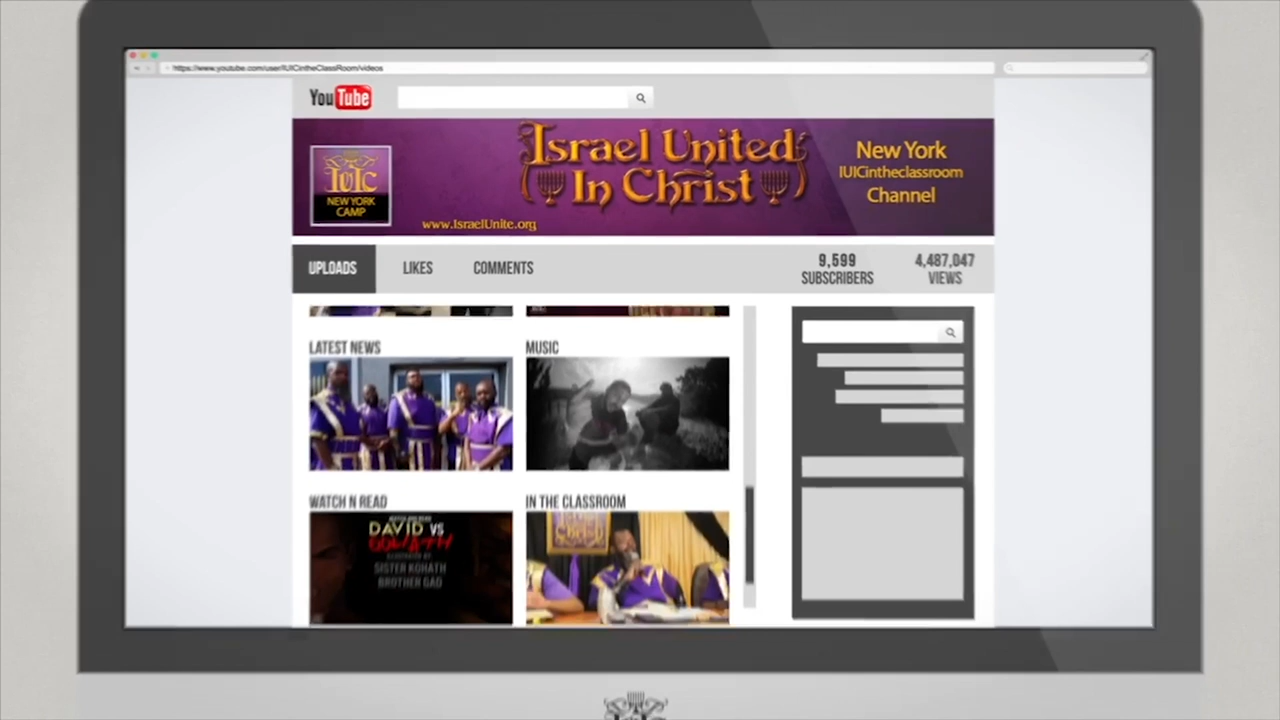 https://www.youtube.com/user/IUICintheClassRoom/videos
YouTube
IUIC
NEW YORK
CAMP
www.IsraelUnite.org
Israel United
In Christ
New York
IUICintheclassroom
Channel
UPLOADS
LIKES
COMMENTS
9,599
SUBSCRIBERS
4,487,047
VIEWS
LATEST NEWS
MUSIC
WATCH N READ
DAVID VS
GOLIATH
SISTER KOHATH
BROTHER GAD
IN THE CLASSROOM